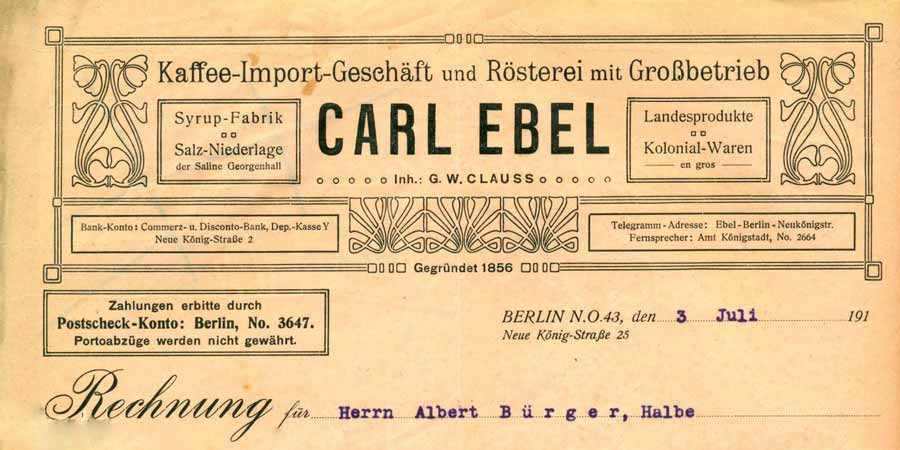 Kaffee-Import-Geschäft und Rösterei mit Großbetrieb
Syrup-Fabrik
Salz-Niederlage
der Saline Georgenhall
CARL EBEL
Inh.: G. W. CLAUSS
Landesprodukte
Kolonial-Waren
en gros
Bank-Konto: Commerz- u. Disconto-Bank, Dep.-Kasse Y
Neue König-Straße 2
Telegramm-Adresse: Ebel-Berlin-Neukönigstr.
Fernsprecher: Amt Königstadt, No. 2664
Gegründet 1856
Zahlungen erbitte durch
Postscheck-Konto: Berlin, No. 3647.
Portoabzüge werden nicht gewährt.
BERLIN N.O.43, den 3 Juli 191
Neue König-Straße 25
Rechnung für Herrn Albert Bürger, Halbe